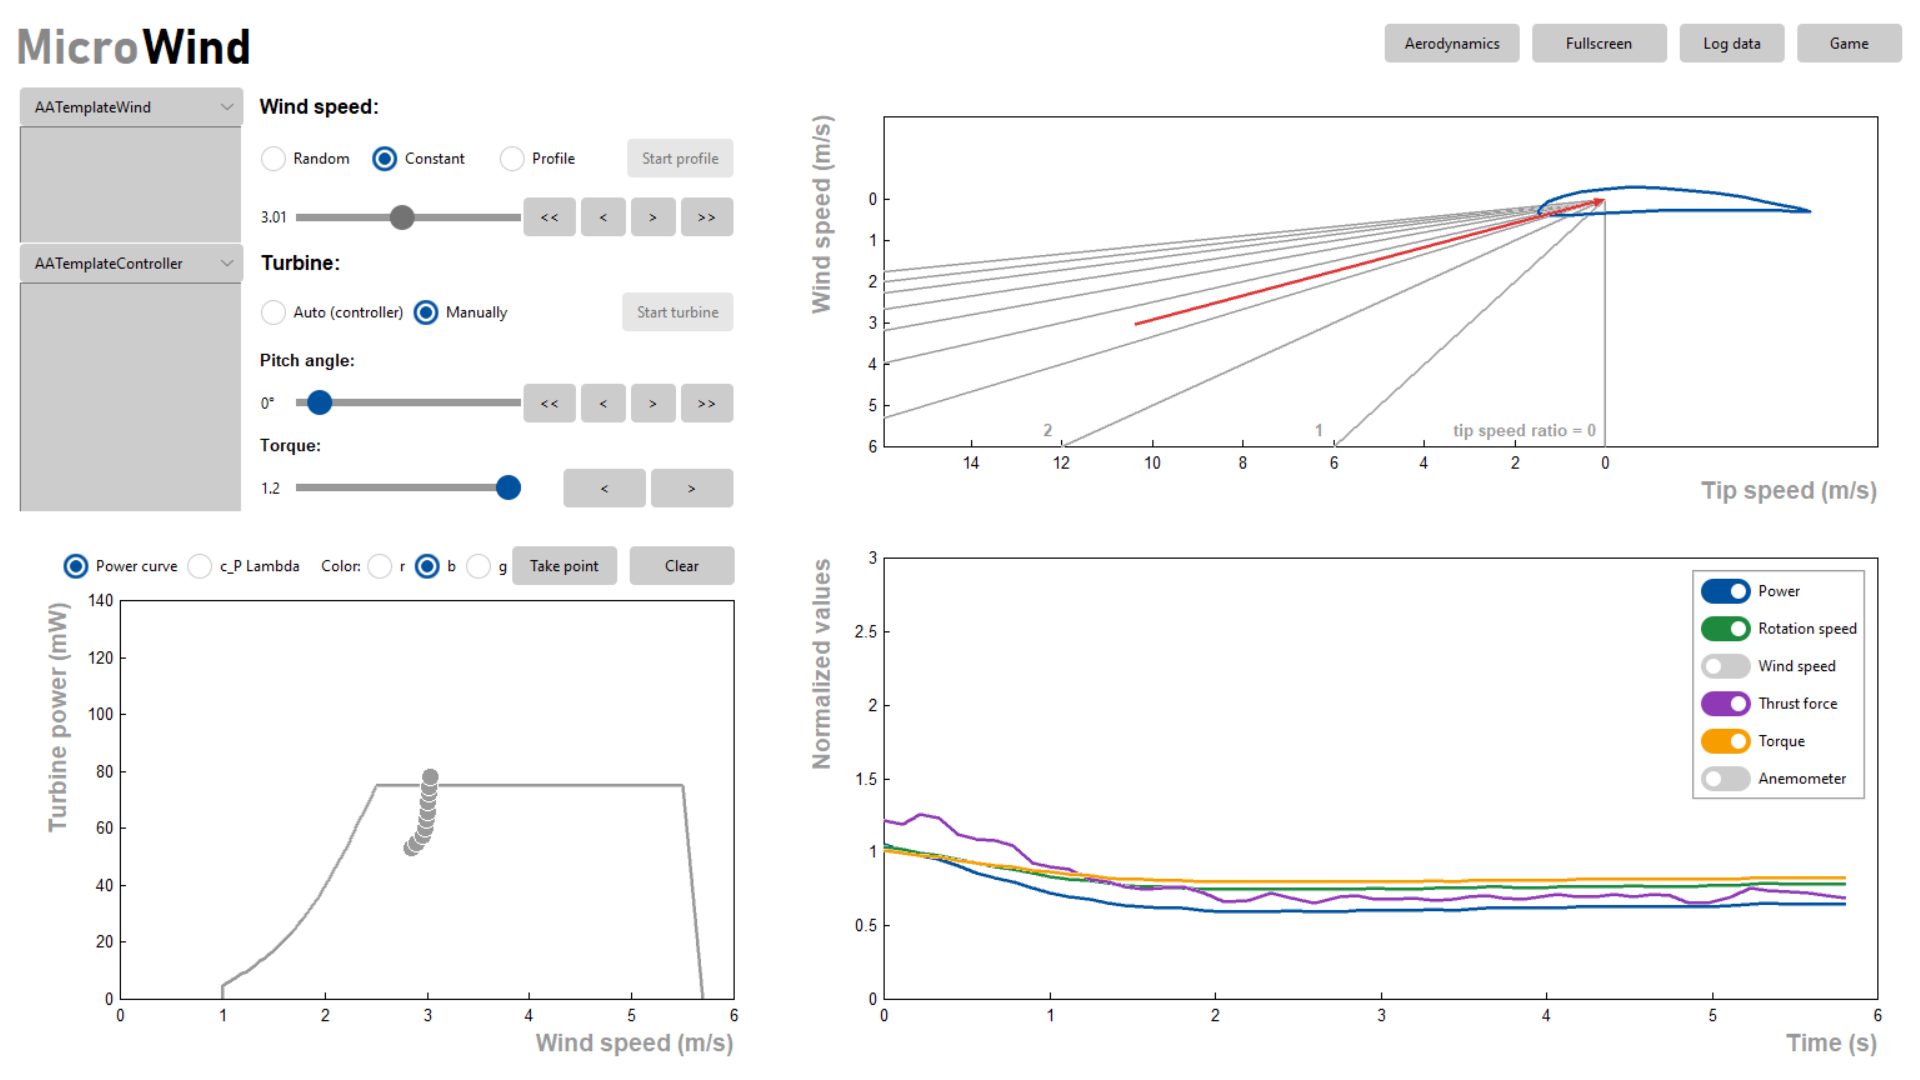 MicroWind
Aerodynamics
Fullscreen
Log data
Game
AATemplateWind
Wind speed:
Random
Constant
Profile
Start profile
3.01
<<
<
>
>>
AATemplateController
Turbine:
Auto (controller)
Manually
Start turbine
Pitch angle:
0°
<<
<
>
>>
Torque:
1.2
<
>
Wind speed (m/s)
0
1
2
3
4
5
6
2
1
tip speed ratio = 0
14
12
10
8
6
4
2
0
Tip speed (m/s)
Power curve
c_P Lambda
Color:
r
b
g
Take point
Clear
Turbine power (mW)
140
120
100
80
60
40
20
0
0
1
2
3
4
5
6
Wind speed (m/s)
Normalized values
3
2.5
2
1.5
1
0.5
0
Power
Rotation speed
Wind speed
Thrust force
Torque
Anemometer
0
1
2
3
4
5
6
Time (s)